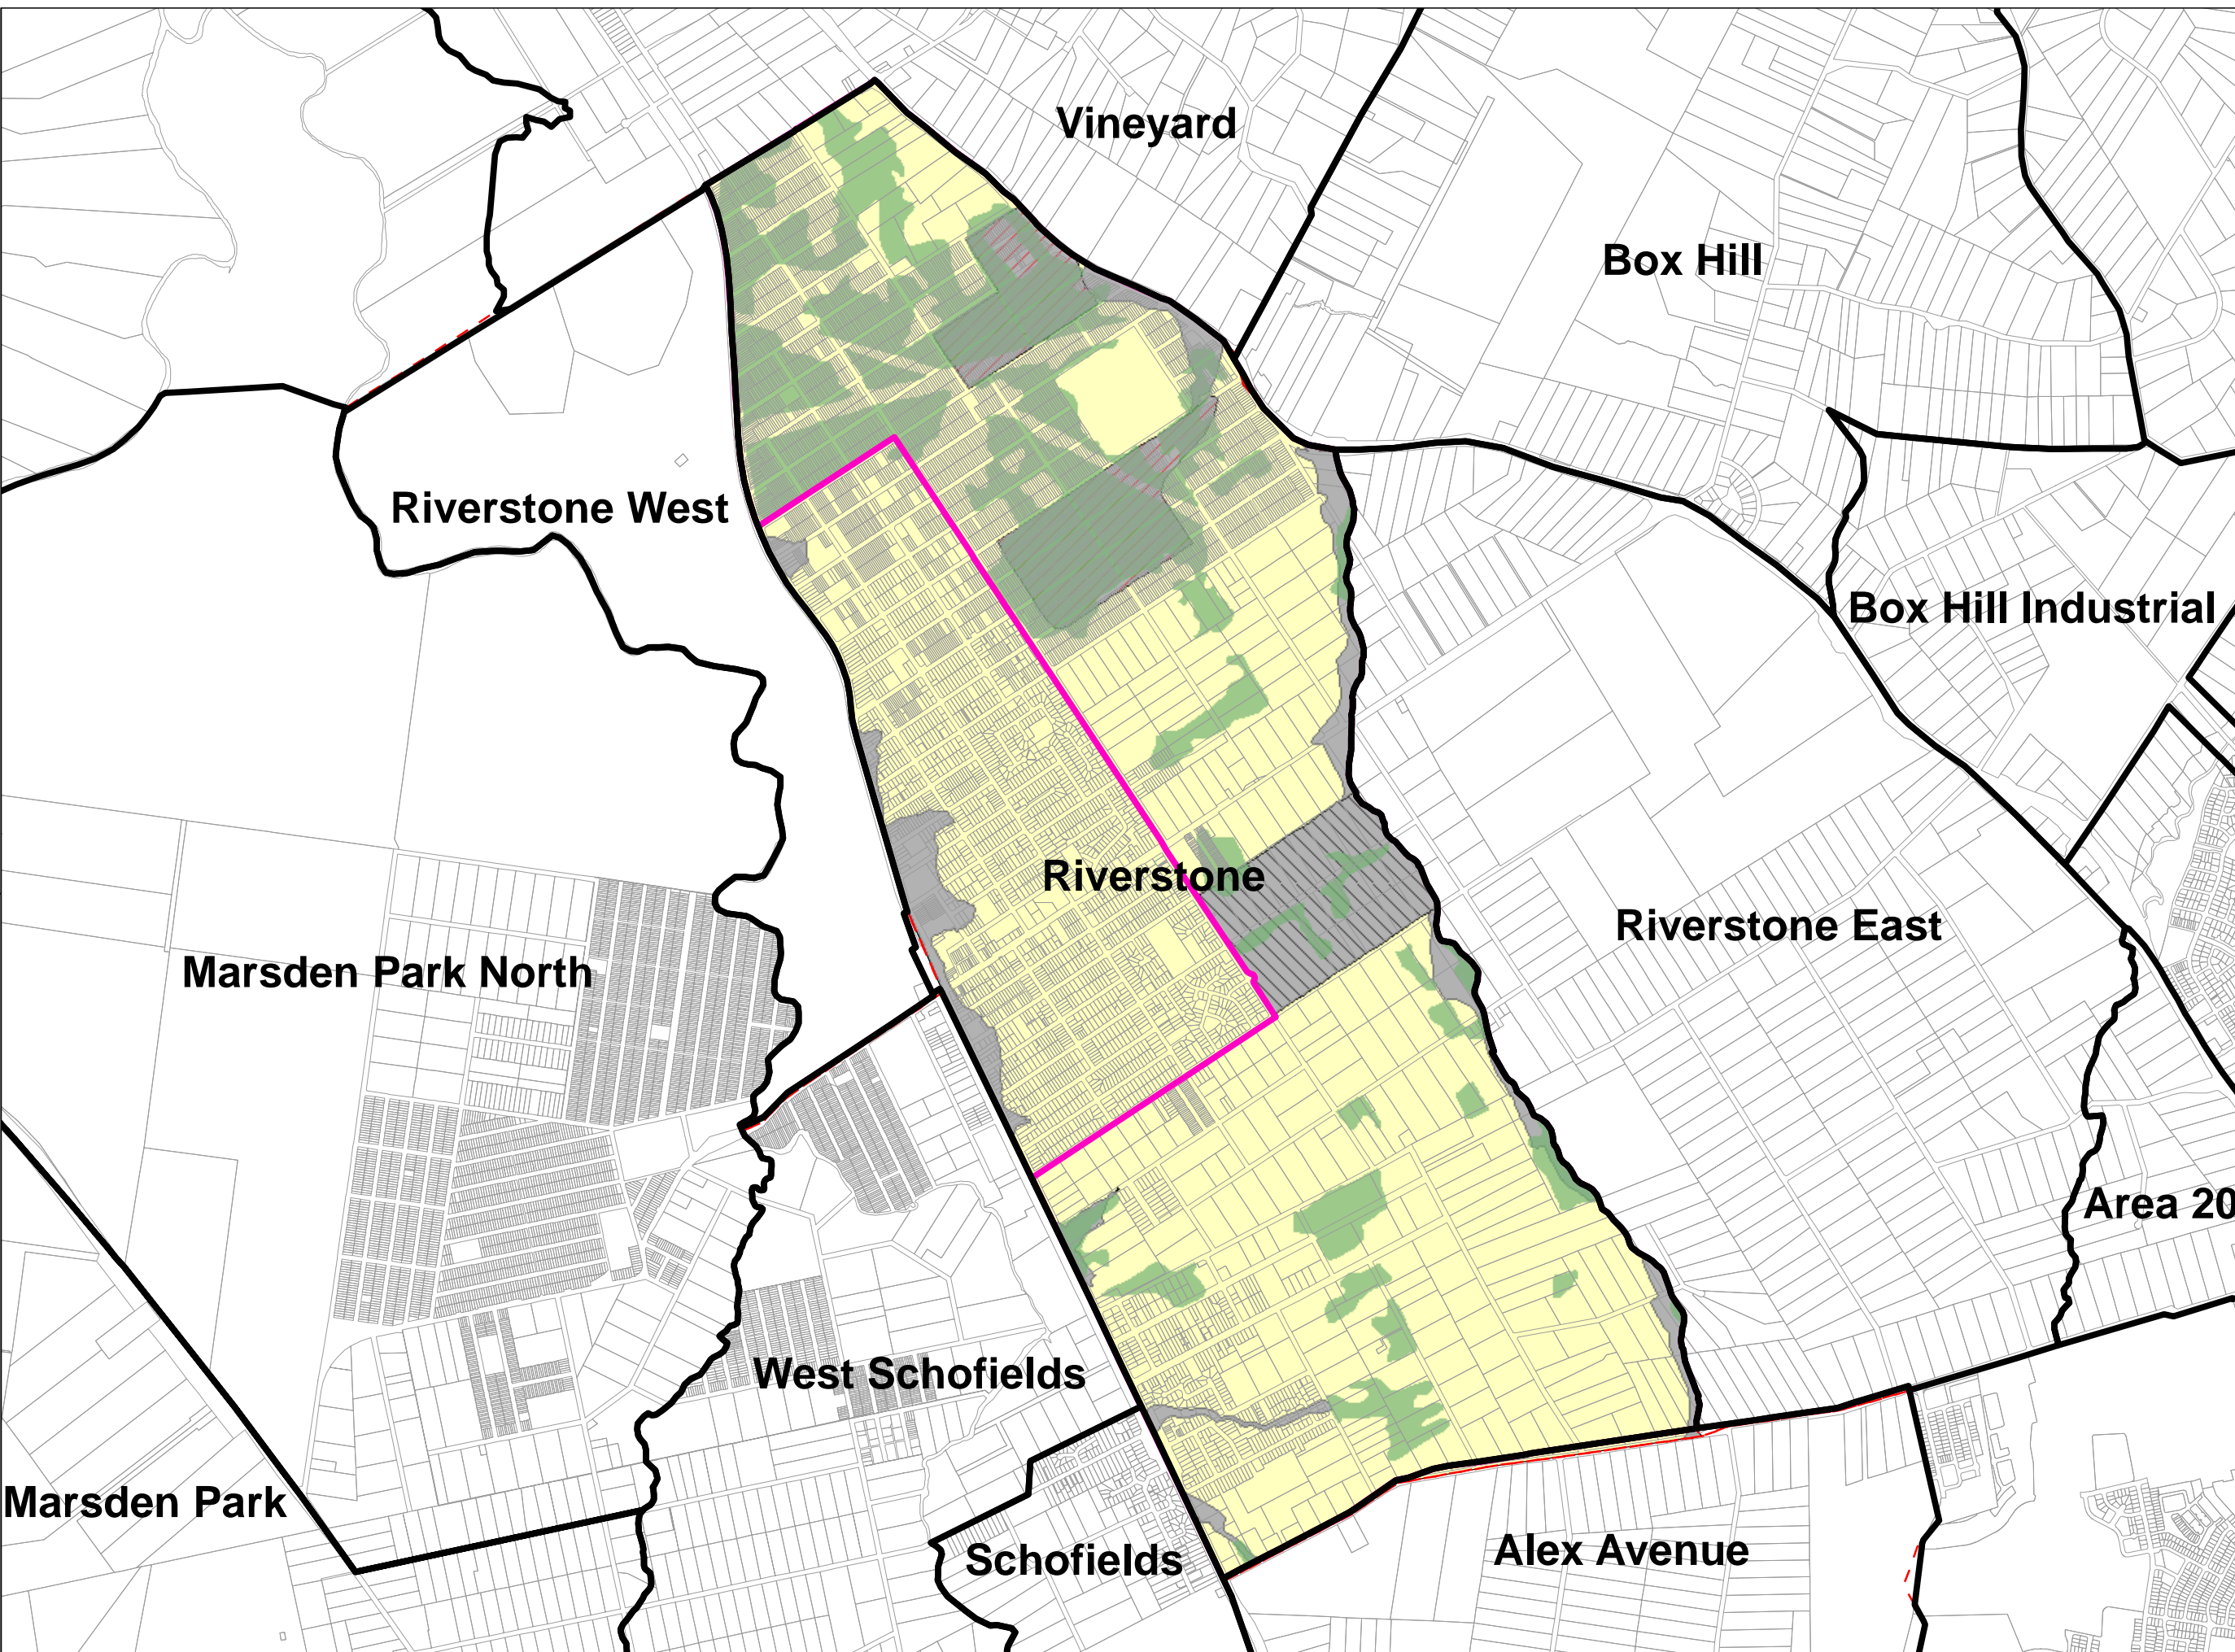 Vineyard
Box Hill
Riverstone West
Box Hill Industrial
Riverstone
Riverstone East
Marsden Park North
Area 20
West Schofields
Marsden Park
Alex Avenue
Schofields